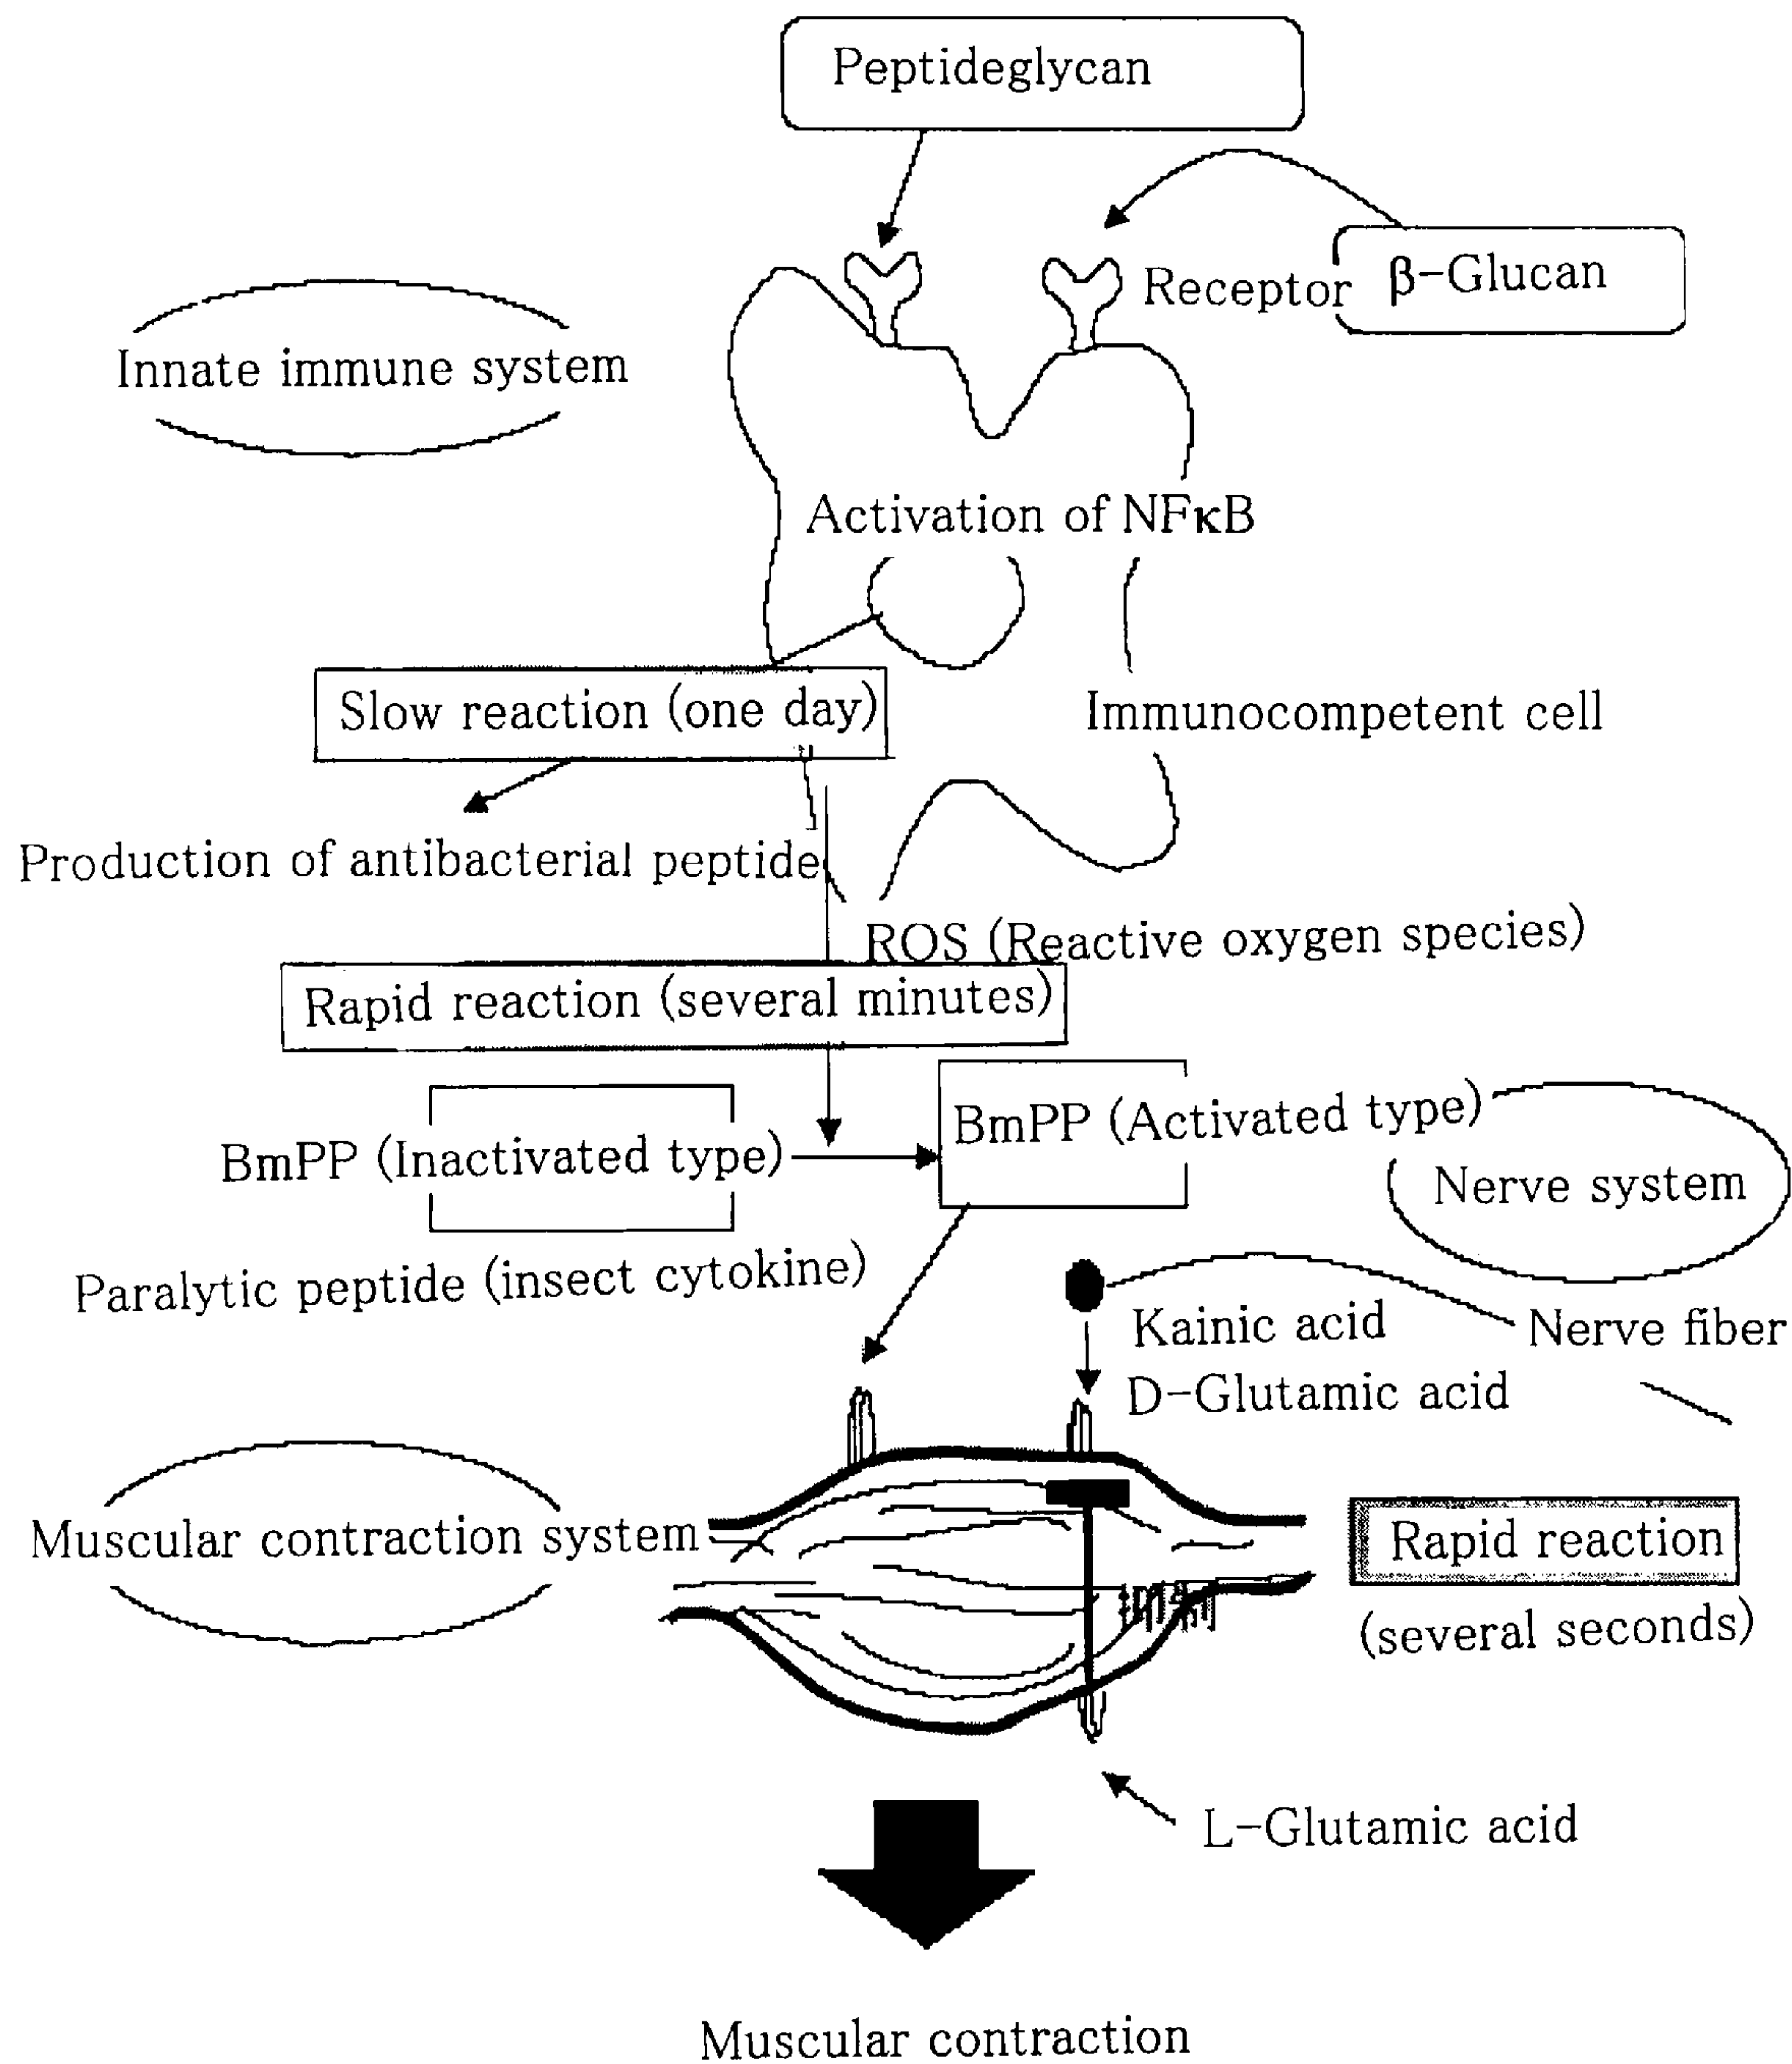 Peptideglycan
Receptor
β-Glucan
Innate immune system
Activation of NFκB
Slow reaction (one day)
Immunocompetent cell
Production of antibacterial peptide
ROS (Reactive oxygen species)
Rapid reaction (several minutes)
BmPP (Activated type)
BmPP (Inactivated type)
Nerve system
Paralytic peptide (insect cytokine)
Kainic acid
Nerve fiber
D-Glutamic acid
Muscular contraction system
Rapid reaction
(several seconds)
L-Glutamic acid
Muscular contraction